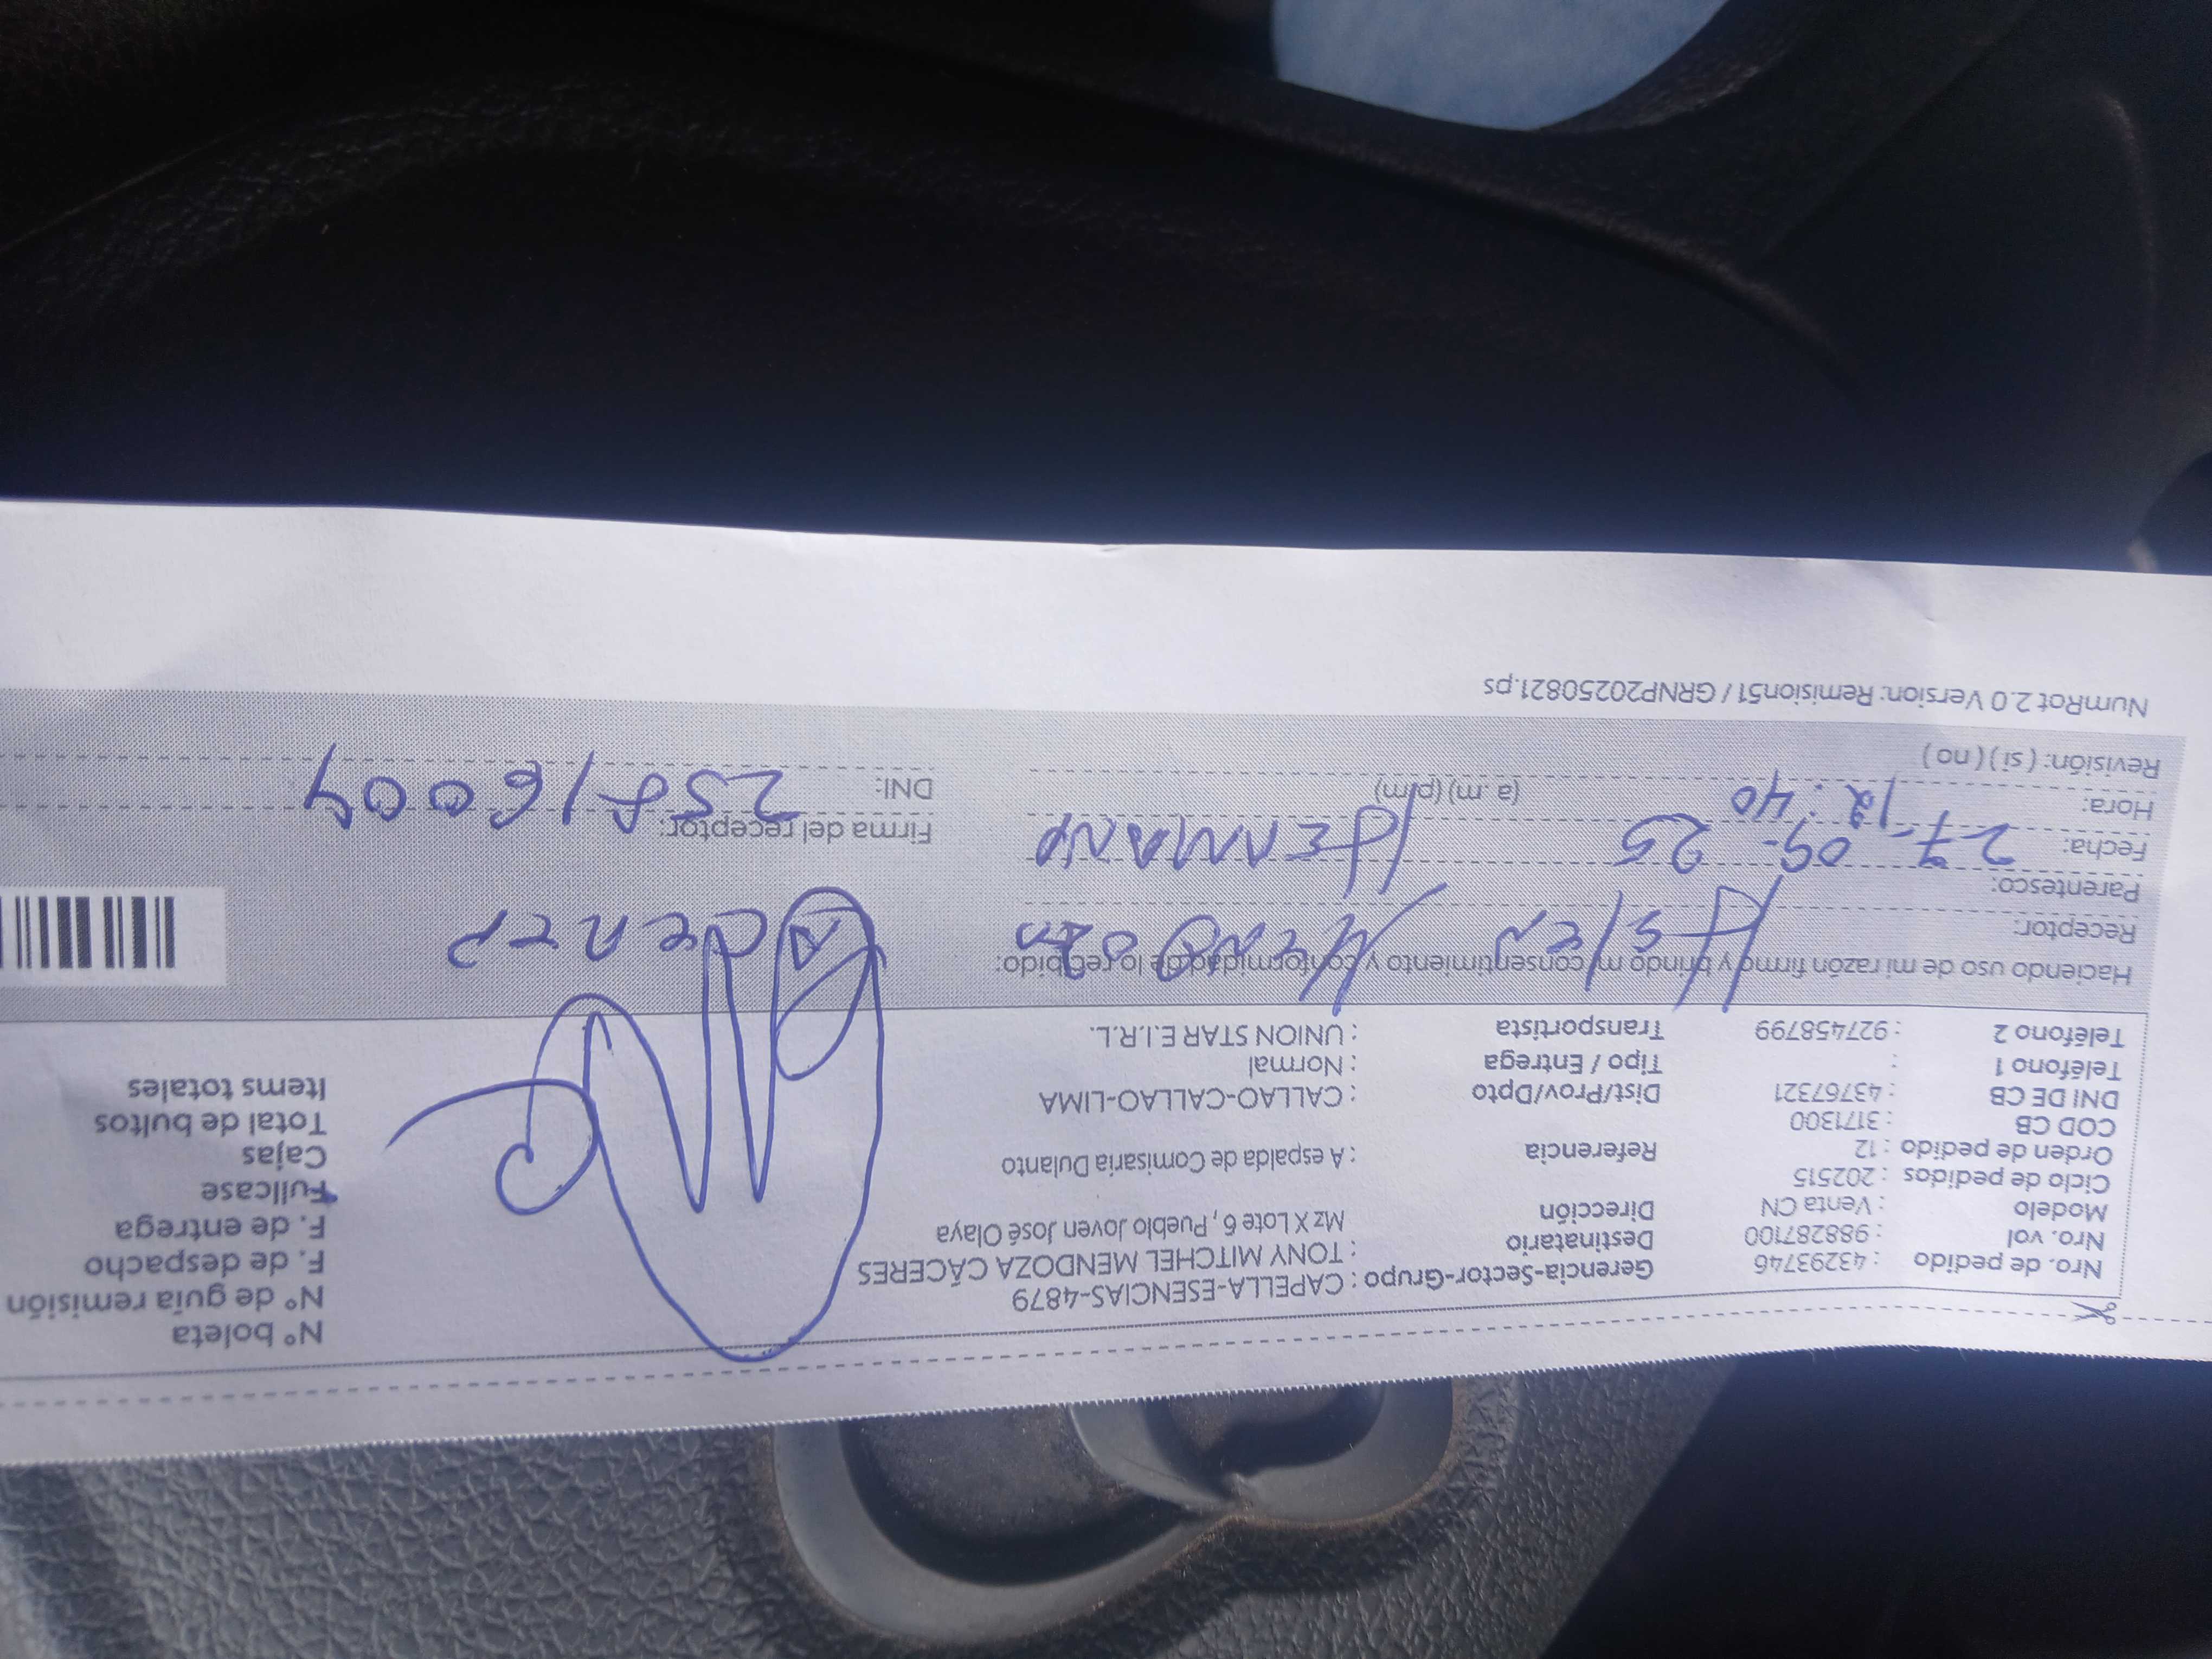 Nro. de pedido : 43293746 Gerencia-Sector-Grupo : CAPELLA-ESENCIAS-4879 N° boleta
Nro. vol : 988287100 Destinatario : TONY MITCHEL MENDOZA CÁCERES N° de guía remisión
Modelo : Venta CN Dirección Mz X Lote 6, Pueblo Joven José Olaya F. de despacho
Ciclo de pedidos : 202515 F. de entrega
Orden de pedido : 12 Referencia : A espalda de Comisaria Dulanto Fullcase
COD CB : 3171300 Cajas
DNI DE CB : 43767321 Dist/Prov/Dpto : CALLAO-CALLAO-LIMA Total de bultos
Teléfono 1 : Tipo / Entrega : Normal Items totales
Teléfono 2 : 927458799 Transportista : UNION STAR E.I.R.L.
Haciendo uso de mi razón firmo y brindo mi consentimiento y conformidad de lo recibido:
Receptor:
Parentesco: HERMANA
Fecha: 27-09-25 Firma del receptor:
Hora: 12:40 (a.m) (p.m) DNI: 25816004
Revisión: ( si ) ( no )
NumRot 2.0 Version: Remision51 / GRNP20250821.ps